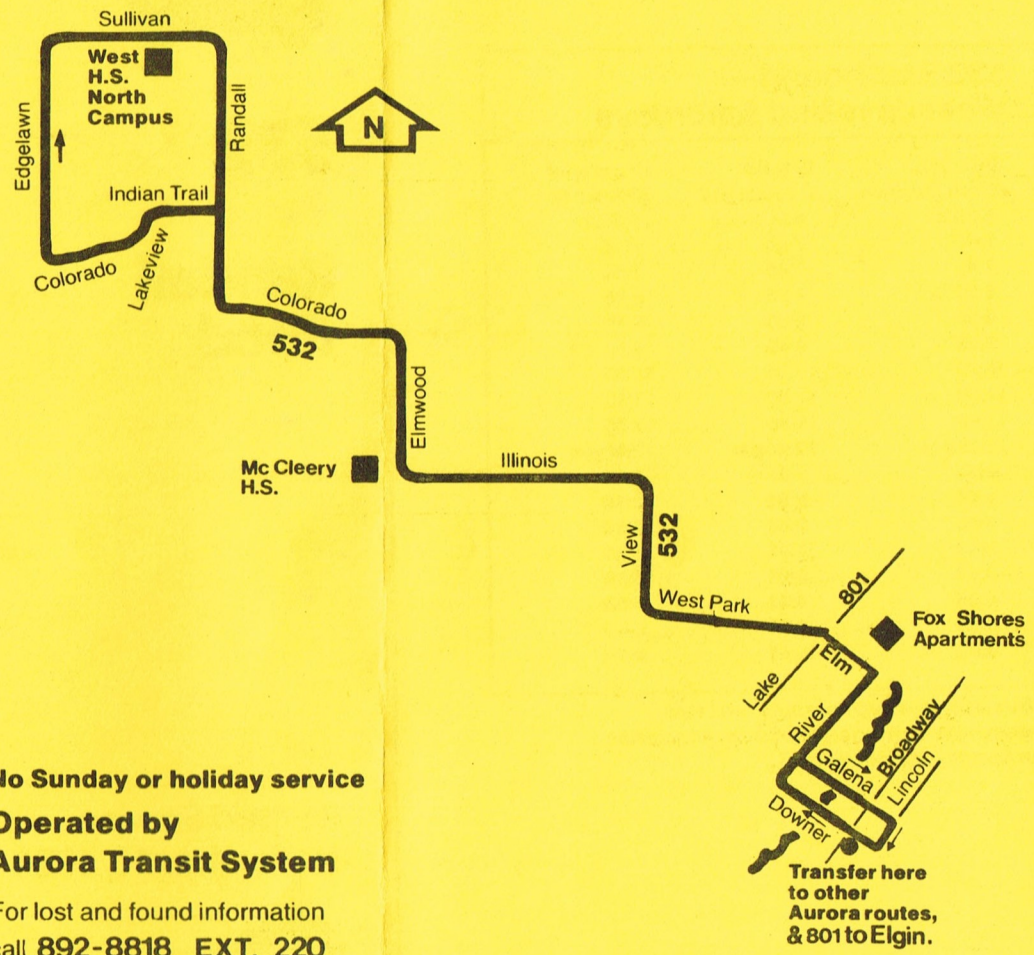 Sullivan
West
H.S.
North
Campus
Edgelawn
Randall
N
Indian Trail
Lakeview
Colorado
Colorado
532
Elmwood
Mc Cleery
H.S.
Illinois
View
532
West Park
801
Fox Shores
Apartments
Elm
Lake
River
Broadway
Galena
Lincoln
Downer
Transfer here
to other
Aurora routes,
& 801 to Elgin.
No Sunday or holiday service
Operated by
Aurora Transit System
For lost and found information
call 892-8818 EXT. 220